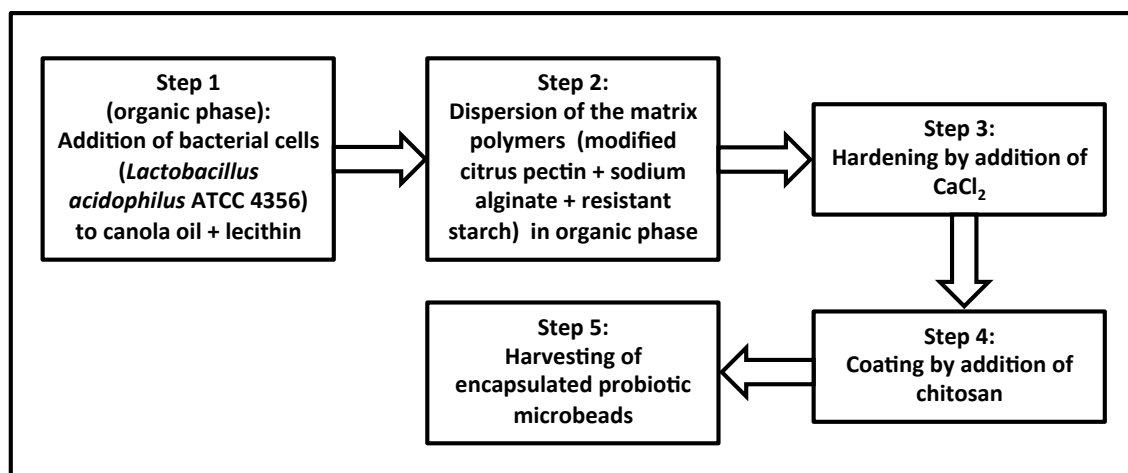 Step 1
(organic phase):
Addition of bacterial cells
(Lactobacillus
acidophilus ATCC 4356)
to canola oil + lecithin
Step 2:
Dispersion of the matrix
polymers (modified
citrus pectin + sodium
alginate + resistant
starch) in organic phase
Step 3:
Hardening by addition of
CaCl₂
Step 4:
Coating by addition of
chitosan
Step 5:
Harvesting of
encapsulated probiotic
microbeads